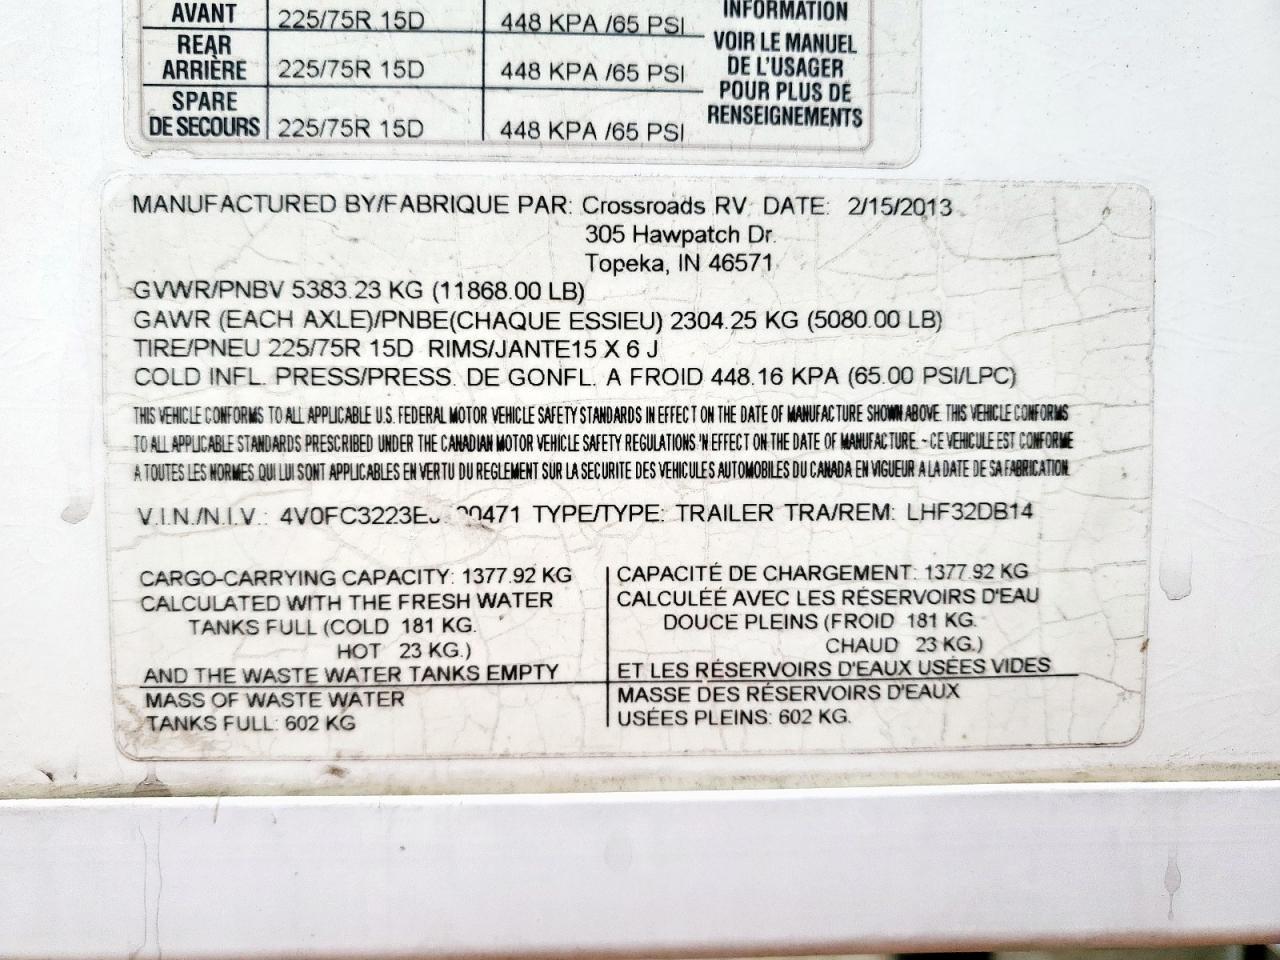 INFORMATION
AVANT 225/75R 15D 448 KPA /65 PSI
VOIR LE MANUEL
DE L'USAGER
POUR PLUS DE
RENSEIGNEMENTS
REAR
ARRIÈRE 225/75R 15D 448 KPA /65 PSI
SPARE
DE SECOURS 225/75R 15D 448 KPA /65 PSI
MANUFACTURED BY/FABRIQUE PAR: Crossroads RV DATE: 2/15/2013
305 Hawpatch Dr.
Topeka, IN 46571
GVWR/PNBV 5383.23 KG (11868.00 LB)
GAWR (EACH AXLE)/PNBE(CHAQUE ESSIEU) 2304.25 KG (5080.00 LB)
TIRE/PNEU 225/75R 15D RIMS/JANTE15 X 6 J
COLD INFL. PRESS/PRESS. DE GONFL. A FROID 448.16 KPA (65.00 PSI/LPC)
THIS VEHICLE CONFORMS TO ALL APPLICABLE U.S. FEDERAL MOTOR VEHICLE SAFETY STANDARDS IN EFFECT ON THE DATE OF MANUFACTURE SHOWN ABOVE. THIS VEHICLE CONFORMS
TO ALL APPLICABLE STANDARDS PRESCRIBED UNDER THE CANADIAN MOTOR VEHICLE SAFETY REGULATIONS IN EFFECT ON THE DATE OF MANUFACTURE. - CE VEHICULE EST CONFORME
A TOUTES LES NORMES QUI LUI SONT APPLICABLES EN VERTU DU REGLEMENT SUR LA SECURITE DES VEHICULES AUTOMOBILES DU CANADA EN VIGUEUR A LA DATE DE SA FABRICATION.
V.I.N./N.I.V.: TYPE/TYPE: TRAILER TRA/REM: LHF32DB14
CARGO-CARRYING CAPACITY: 1377.92 KG
CALCULATED WITH THE FRESH WATER
TANKS FULL (COLD 181 KG.
HOT 23 KG.)
AND THE WASTE WATER TANKS EMPTY
MASS OF WASTE WATER
TANKS FULL: 602 KG
CAPACITÉ DE CHARGEMENT: 1377.92 KG
CALCULÉE AVEC LES RÉSERVOIRS D'EAU
DOUCE PLEINS (FROID 181 KG.
CHAUD 23 KG.)
ET LES RÉSERVOIRS D'EAUX USÉES VIDES
MASSE DES RÉSERVOIRS D'EAUX
USÉES PLEINS: 602 KG.